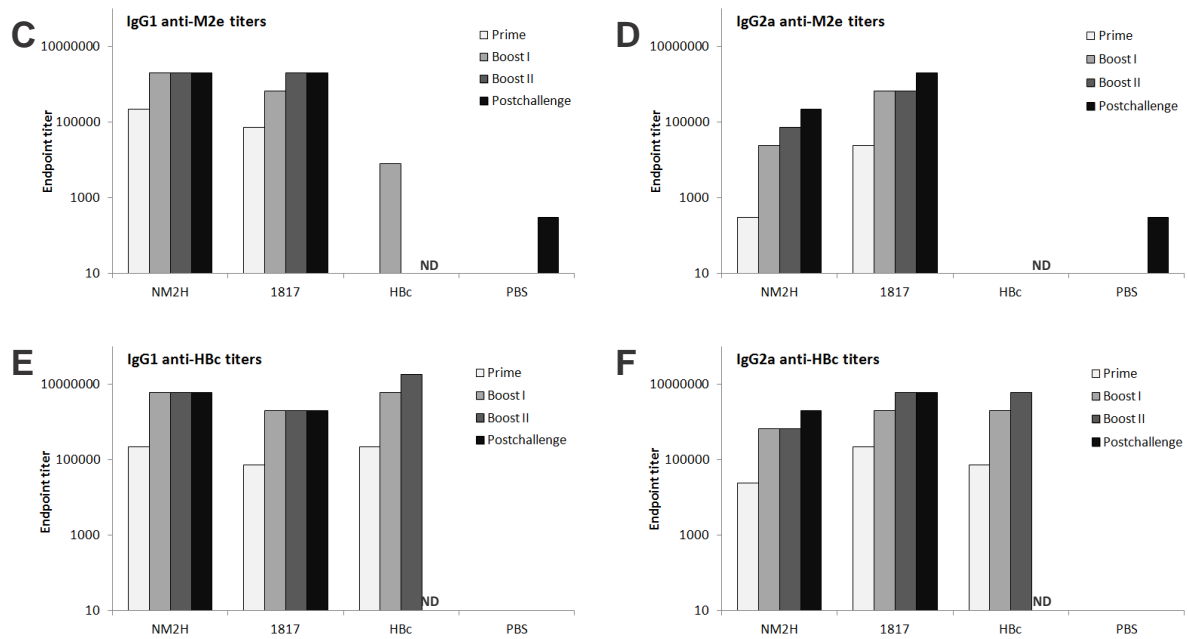 C
IgG1 anti-M2e titers
Prime
Boost I
Boost II
Postchallenge
Endpoint titer
10000000
100000
1000
10
ND
NM2H 1817 HBc PBS
D
IgG2a anti-M2e titers
Prime
Boost I
Boost II
Postchallenge
Endpoint titer
10000000
100000
1000
10
ND
NM2H 1817 HBc PBS
E
IgG1 anti-HBc titers
Prime
Boost I
Boost II
Postchallenge
Endpoint titer
10000000
100000
1000
10
ND
NM2H 1817 HBc PBS
F
IgG2a anti-HBc titers
Prime
Boost I
Boost II
Postchallenge
Endpoint titer
10000000
100000
1000
10
ND
NM2H 1817 HBc PBS